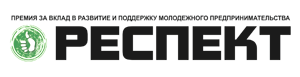 ПРЕМИЯ ЗА ВКЛАД В РАЗВИТИЕ И ПОДДЕРЖКУ МОЛОДЕЖНОГО ПРЕДПРИНИМАТЕЛЬСТВА
РЕСПЕКТ